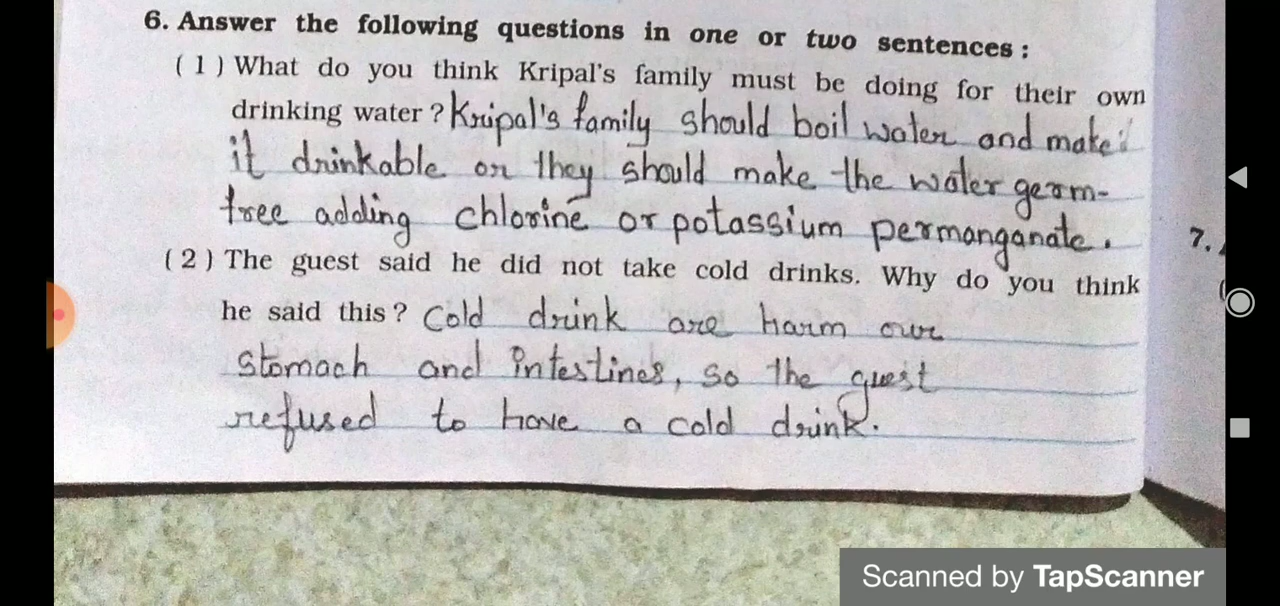 6. Answer the following questions in one or two sentences :
( 1 ) What do you think Kripal's family must be doing for their own
drinking water ? Kripal's family should boil water and make
it drinkable or they should make the water germ-
free adding chlorine or potassium permanganate.
7.
( 2 ) The guest said he did not take cold drinks. Why do you think
he said this ? Cold drink are harm our
stomach and intestines, so the guest
refused to have a cold drink.
Scanned by TapScanner